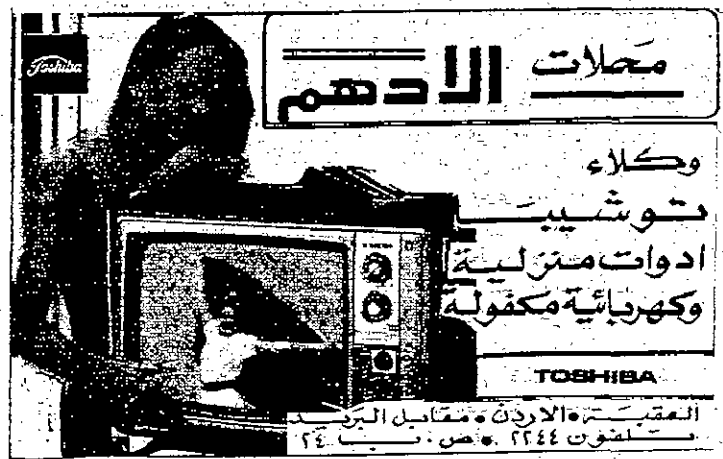 Toshiba
محلات الادهم
وكلاء
توشيبا
ادوات منزلية
وكهربائية مكفولة
TOSHIBA
العقبة • الاردن • مقابل البريد
تلفون ٢٢٤٤ • ص . ب ٢٤